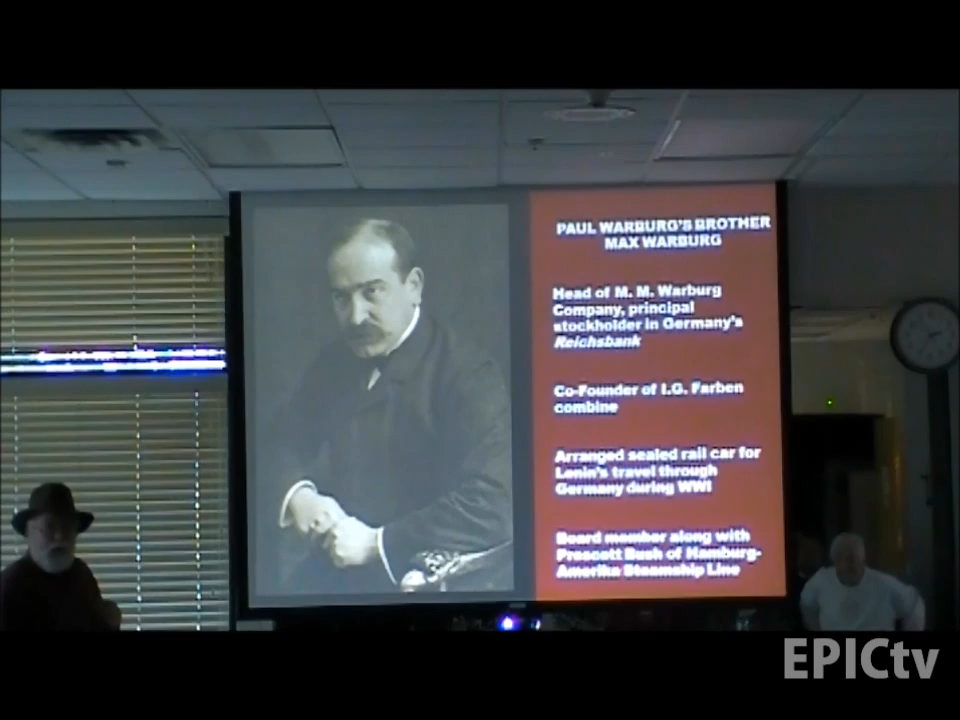 PAUL WARBURG'S BROTHER
MAX WARBURG
Head of M. M. Warburg
Company, principal
stockholder in Germany's
Reichsbank
Co-Founder of I.G. Farben
combine
Arranged sealed rail car for
Lenin's travel through
Germany during WWI
Board member along with
Prescott Bush of Hamburg-
Amerika Steamship Line
EPICtv